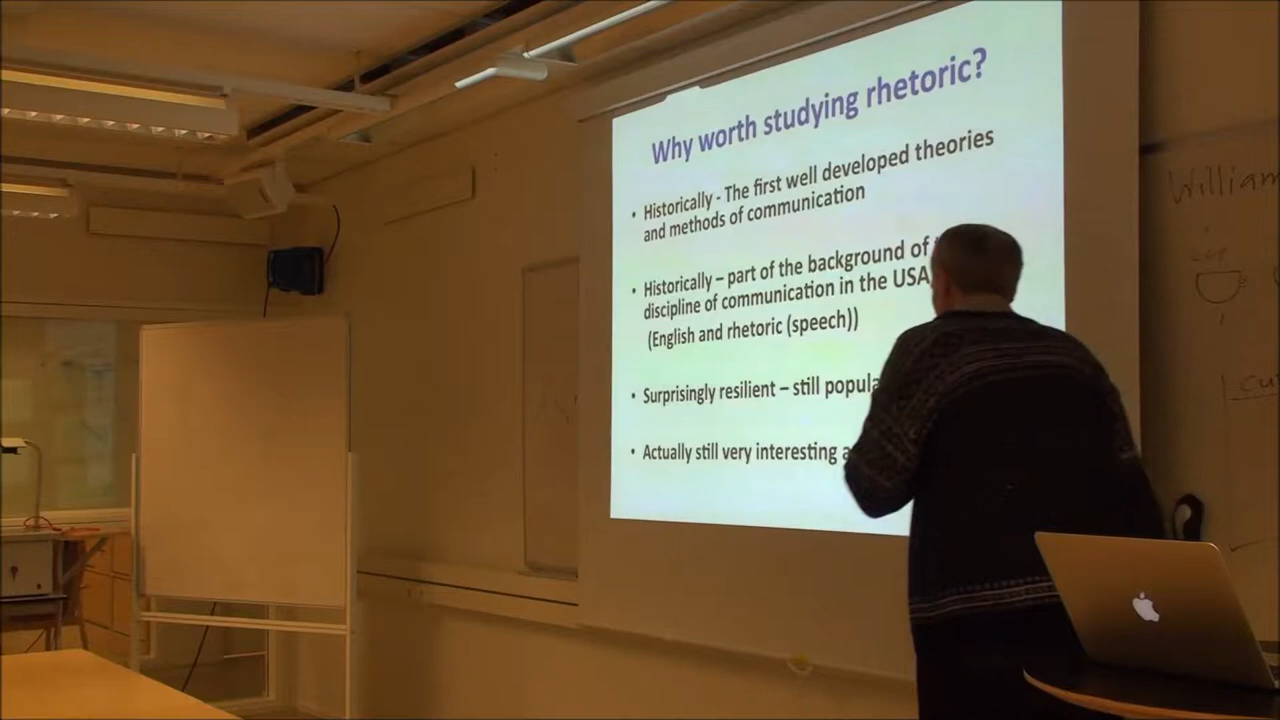 Why worth studying rhetoric?
• Historically - The first well developed theories
and methods of communication
• Historically – part of the background of
discipline of communication in the USA
(English and rhetoric (speech))
• Surprisingly resilient – still
• Actually still very interesting
William